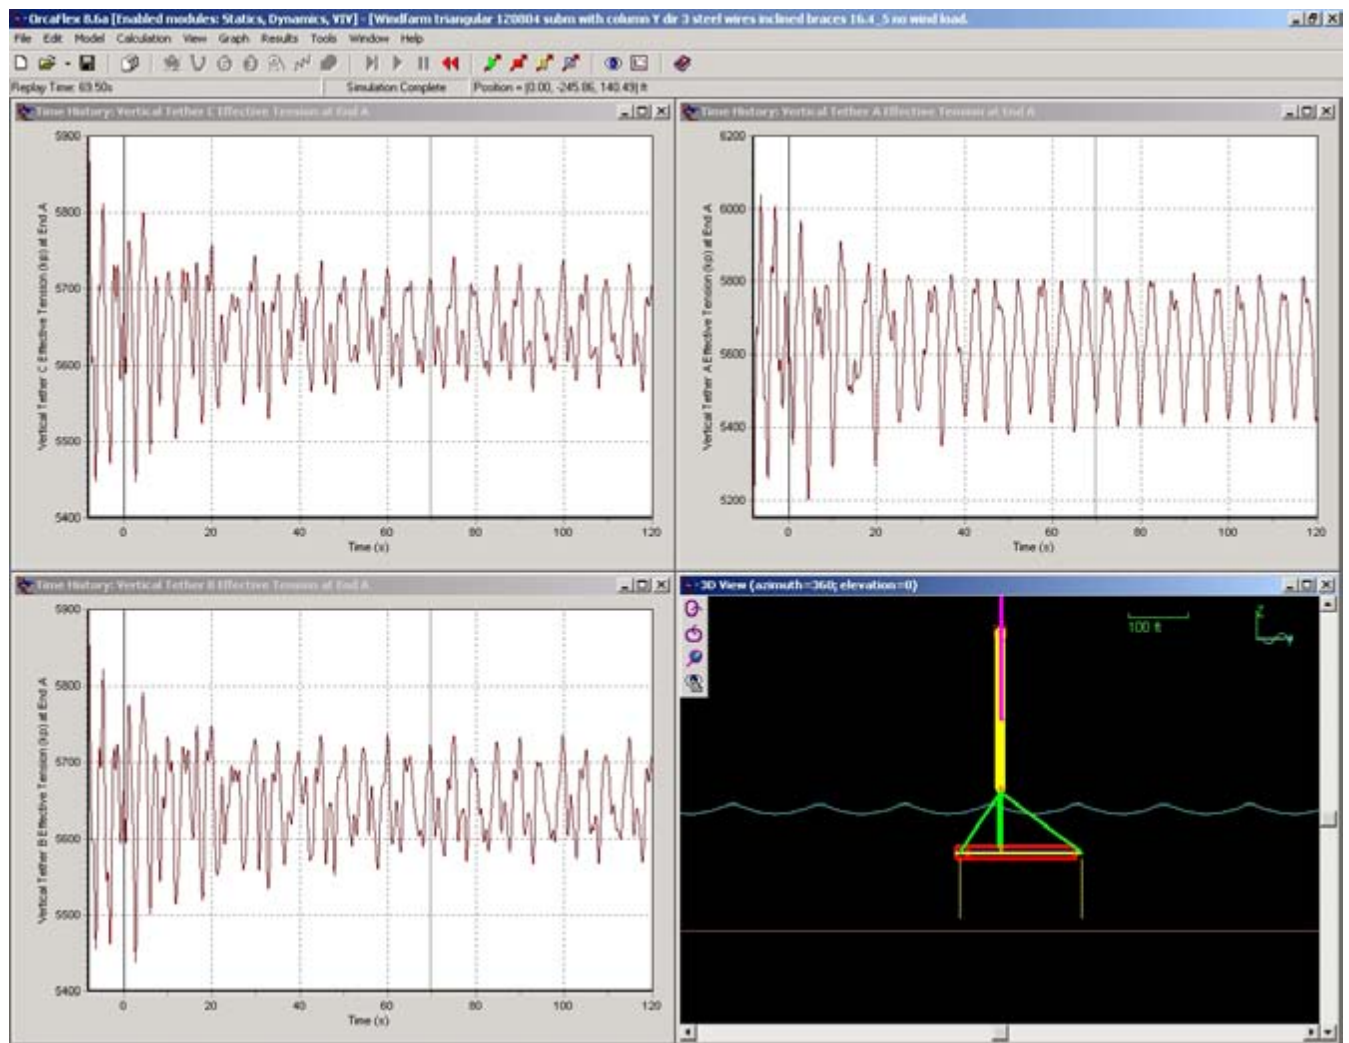 OrcaFlex 8.6a [Enabled modules: Statics, Dynamics, VIV] - [Windfarm triangular 120804 subm with column Y dir 3 steel wires inclined braces 16.4_5 no wind load.
File Edit Model Calculation View Graph Results Tools Window Help
Replay Time: 69.50s Simulation Complete Position = (0.00, -245.86, 140.49) ft
Time History: Vertical Tether C Effective Tension at End A
Vertical Tether C Effective Tension (kp) at End A
5900
5800
5700
5600
5500
5400
0 20 40 60 80 100 120
Time (s)
Time History: Vertical Tether A Effective Tension at End A
Vertical Tether A Effective Tension (kp) at End A
6200
6000
5800
5600
5400
5200
0 20 40 60 80 100 120
Time (s)
Time History: Vertical Tether B Effective Tension at End A
Vertical Tether B Effective Tension (kp) at End A
5900
5800
5700
5600
5500
5400
0 20 40 60 80 100 120
Time (s)
3D View (azimuth=360; elevation=0)
100 ft
Z
Y